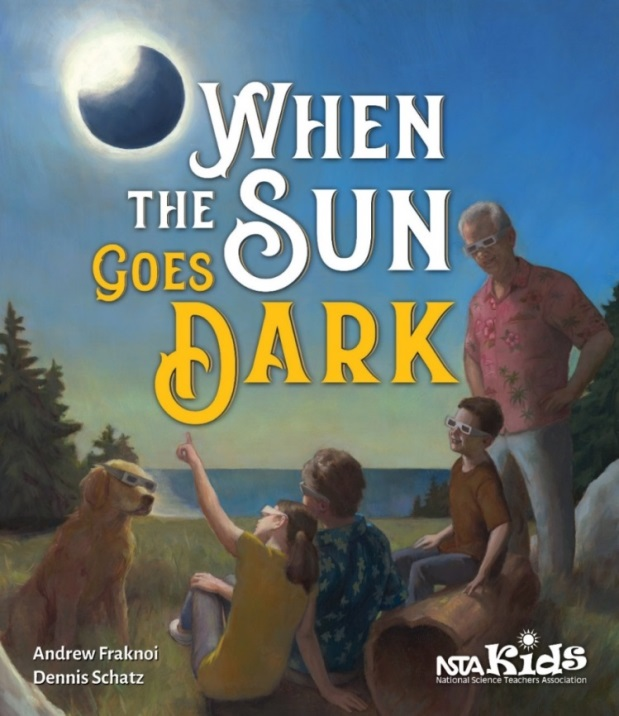 WHEN
THE SUN
GOES
DARK
Andrew Fraknoi
Dennis Schatz
NSTA Kids
National Science Teachers Association